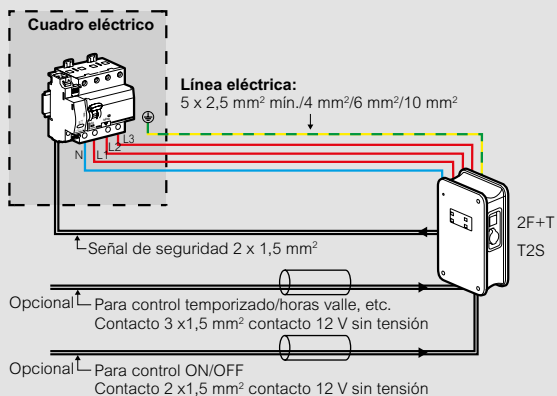 Cuadro eléctrico
Línea eléctrica:
5 x 2,5 mm² mín./4 mm²/6 mm²/10 mm²
N
L1
L2
L3
2F+T
T2S
Señal de seguridad 2 x 1,5 mm²
Opcional
Para control temporizado/horas valle, etc.
Contacto 3 x1,5 mm² contacto 12 V sin tensión
Opcional
Para control ON/OFF
Contacto 2 x1,5 mm² contacto 12 V sin tensión